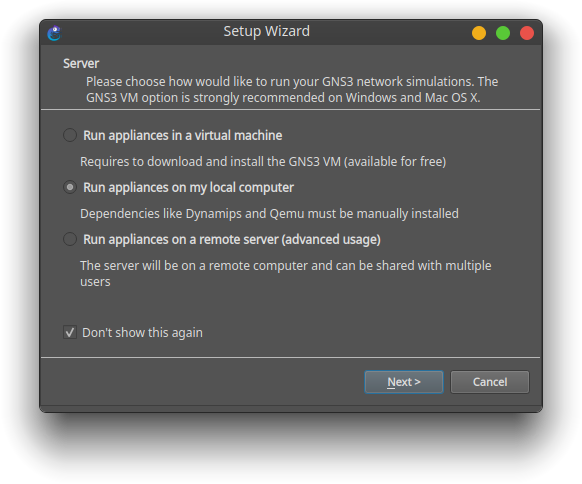 Setup Wizard
Server
Please choose how would like to run your GNS3 network simulations. The
GNS3 VM option is strongly recommended on Windows and Mac OS X.
Run appliances in a virtual machine
Requires to download and install the GNS3 VM (available for free)
Run appliances on my local computer
Dependencies like Dynamips and Qemu must be manually installed
Run appliances on a remote server (advanced usage)
The server will be on a remote computer and can be shared with multiple
users
Don't show this again
Next >
Cancel